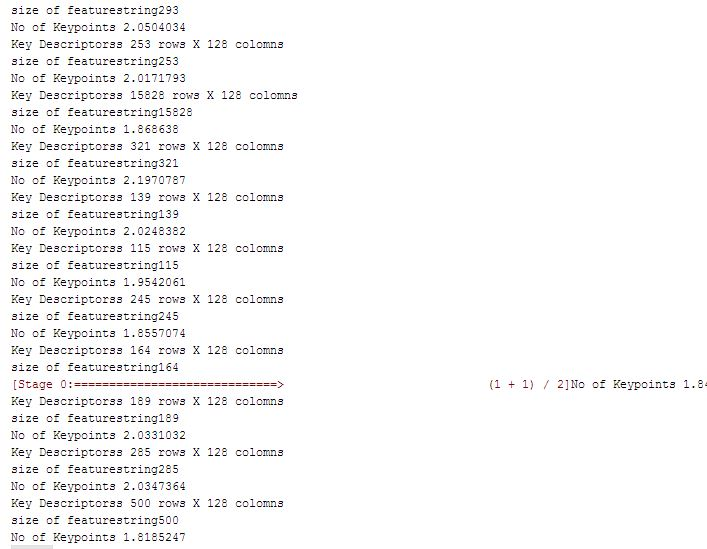 size of featurestring293
No of Keypoints 2.0504034
Key Descriptorss 253 rows X 128 colomns
size of featurestring253
No of Keypoints 2.0171793
Key Descriptorss 15828 rows X 128 colomns
size of featurestring15828
No of Keypoints 1.868638
Key Descriptorss 321 rows X 128 colomns
size of featurestring321
No of Keypoints 2.1970787
Key Descriptorss 139 rows X 128 colomns
size of featurestring139
No of Keypoints 2.0248382
Key Descriptorss 115 rows X 128 colomns
size of featurestring115
No of Keypoints 1.9542061
Key Descriptorss 245 rows X 128 colomns
size of featurestring245
No of Keypoints 1.8557074
Key Descriptorss 164 rows X 128 colomns
size of featurestring164
[Stage 0:=============================> (1 + 1) / 2]No of Keypoints 1.84
Key Descriptorss 189 rows X 128 colomns
size of featurestring189
No of Keypoints 2.0331032
Key Descriptorss 285 rows X 128 colomns
size of featurestring285
No of Keypoints 2.0347364
Key Descriptorss 500 rows X 128 colomns
size of featurestring500
No of Keypoints 1.8185247